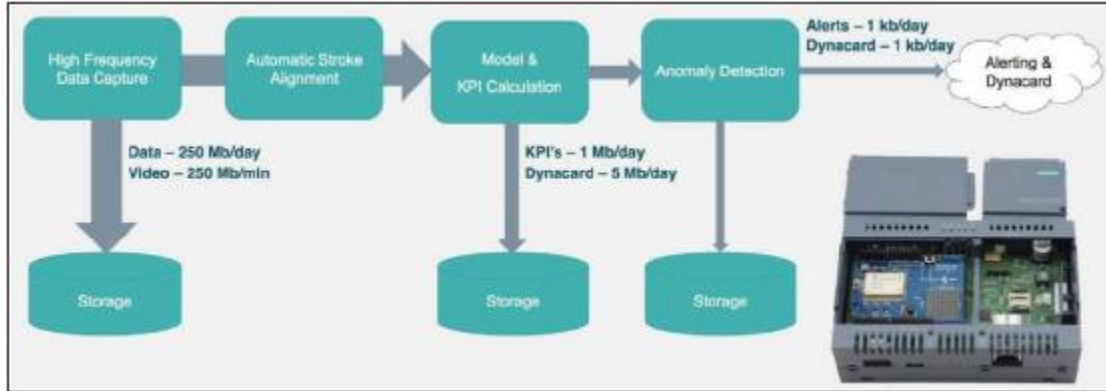 High Frequency
Data Capture
Automatic Stroke
Alignment
Model &
KPI Calculation
Anomaly Detection
Alerts – 1 kb/day
Dynacard – 1 kb/day
Alerting &
Dynacard
Data – 250 Mb/day
Video – 250 Mb/min
KPI's – 1 Mb/day
Dynacard – 5 Mb/day
Storage
Storage
Storage